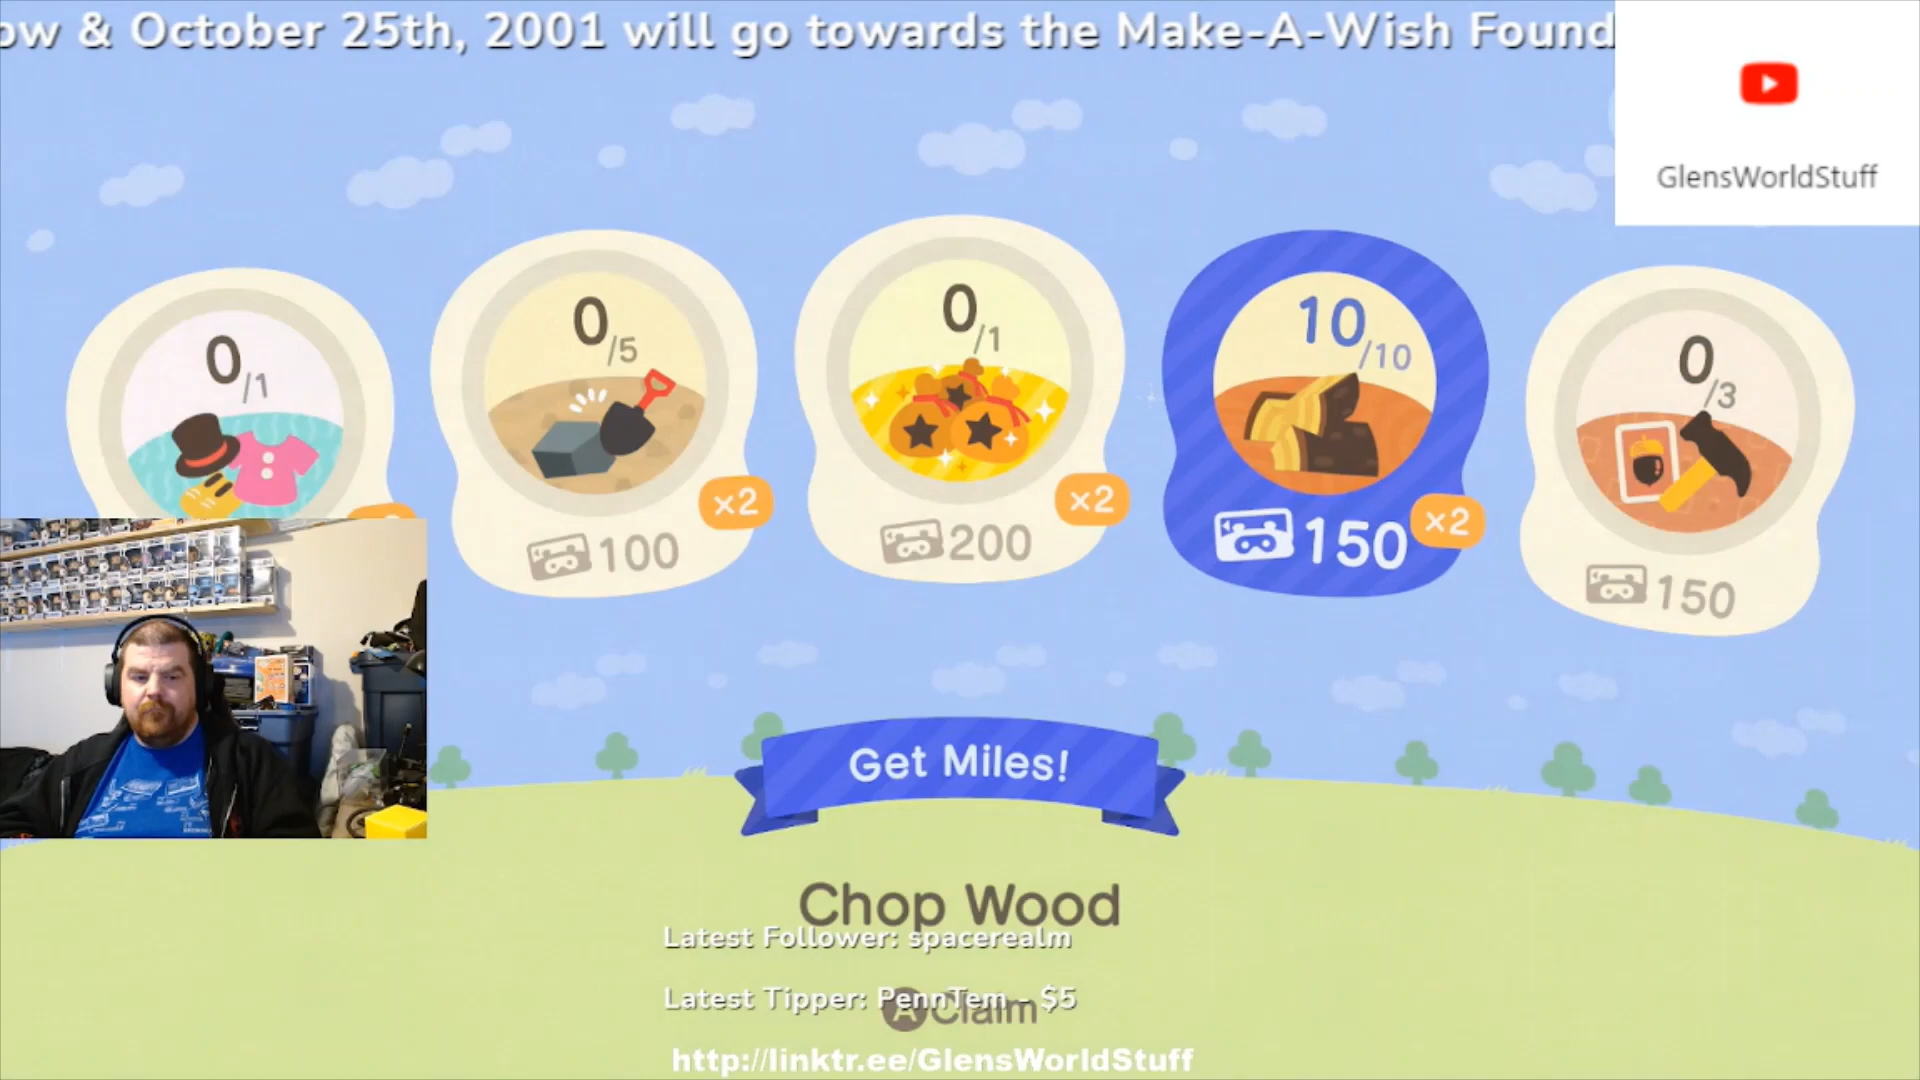 ow & October 25th, 2001 will go towards the Make-A-Wish Found
GlensWorldStuff
0/1
0/5
0/1
10/10
0/3
x2
x2
x2
100
200
150
150
Get Miles!
Chop Wood
Latest Follower: spacerealm
Latest Tipper: PennTem - $5
A Claim
http://linktr.ee/GlensWorldStuff